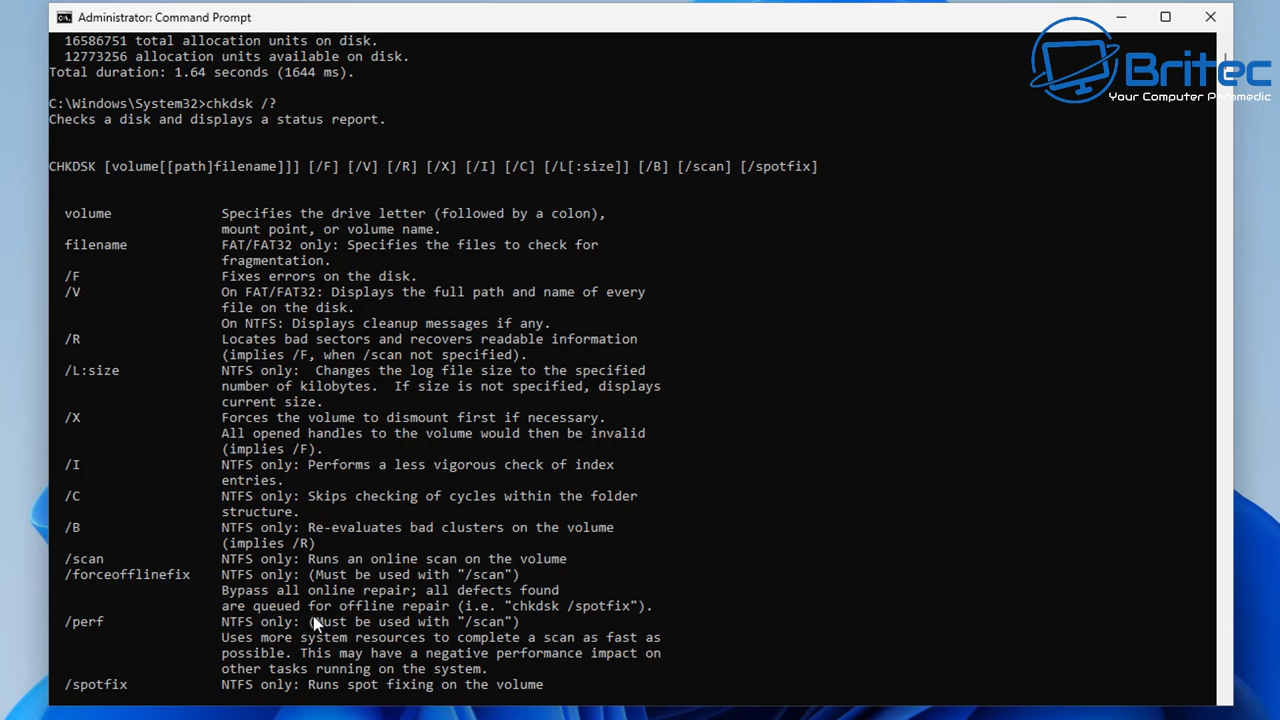 Administrator: Command Prompt
Britec
Your Computer Paramedic
16586751 total allocation units on disk.
12773256 allocation units available on disk.
Total duration: 1.64 seconds (1644 ms).
C:\Windows\System32>chkdsk /?
Checks a disk and displays a status report.
CHKDSK [volume[[path]filename]]] [/F] [/V] [/R] [/X] [/I] [/C] [/L[:size]] [/B] [/scan] [/spotfix]
volume Specifies the drive letter (followed by a colon),
mount point, or volume name.
filename FAT/FAT32 only: Specifies the files to check for
fragmentation.
/F Fixes errors on the disk.
/V On FAT/FAT32: Displays the full path and name of every
file on the disk.
On NTFS: Displays cleanup messages if any.
/R Locates bad sectors and recovers readable information
(implies /F, when /scan not specified).
/L:size NTFS only:  Changes the log file size to the specified
number of kilobytes.  If size is not specified, displays
current size.
/X Forces the volume to dismount first if necessary.
All opened handles to the volume would then be invalid
(implies /F).
/I NTFS only: Performs a less vigorous check of index
entries.
/C NTFS only: Skips checking of cycles within the folder
structure.
/B NTFS only: Re-evaluates bad clusters on the volume
(implies /R)
/scan NTFS only: Runs an online scan on the volume
/forceofflinefix NTFS only: (Must be used with "/scan")
Bypass all online repair; all defects found
are queued for offline repair (i.e. "chkdsk /spotfix").
/perf NTFS only: (Must be used with "/scan")
Uses more system resources to complete a scan as fast as
possible. This may have a negative performance impact on
other tasks running on the system.
/spotfix NTFS only: Runs spot fixing on the volume